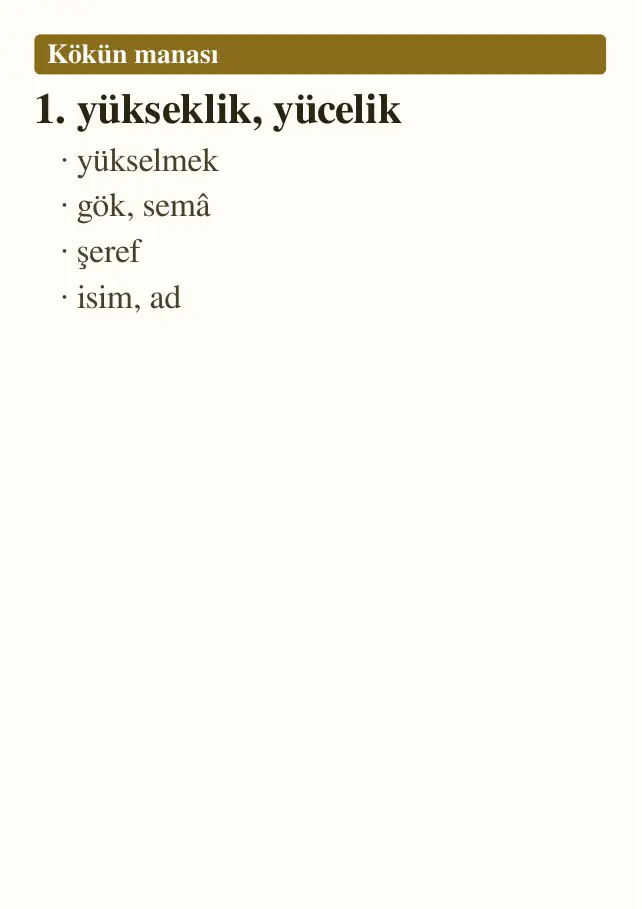 Kökün manası
1. yükseklik, yücelik
· yükselmek
· gök, semâ
· şeref
· isim, ad